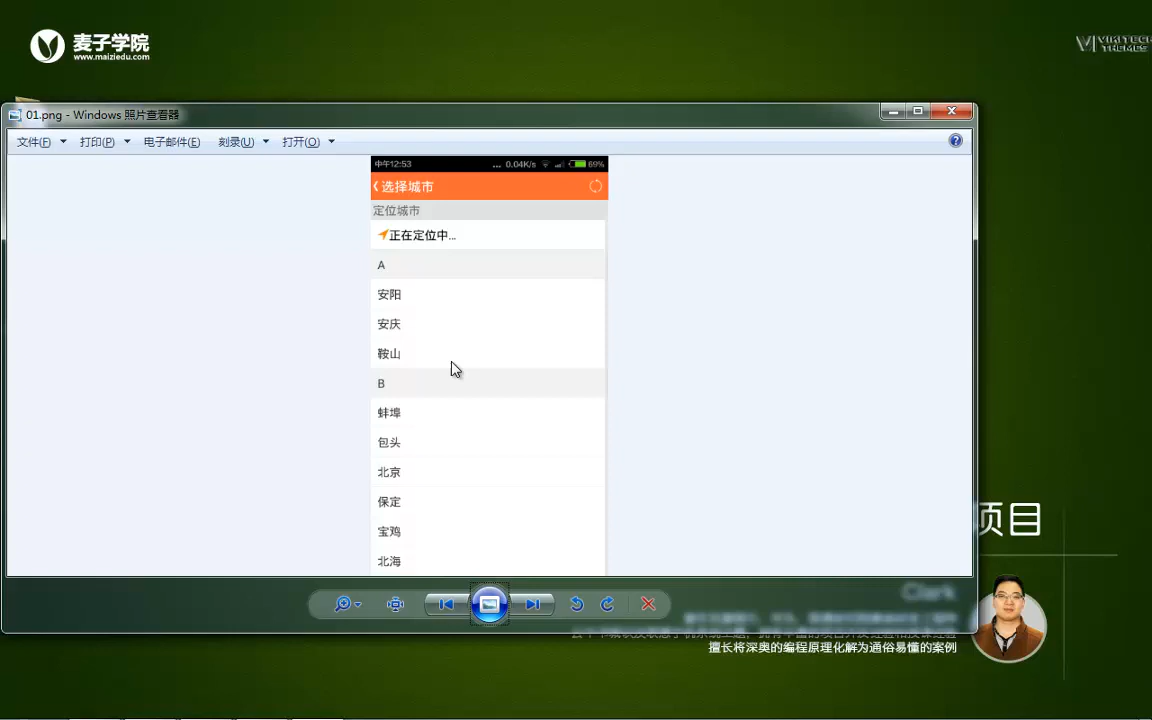 麦子学院
www.maiziedu.com
VIKITECH
THEMES
01.png - Windows 照片查看器
文件(F) 打印(P) 电子邮件(E) 刻录(U) 打开(O)
中午12:53 ... 0.04K/s 69%
选择城市
定位城市
正在定位中...
A
安阳
安庆
鞍山
B
蚌埠
包头
北京
保定
宝鸡
北海
项目
Clark
擅长将深奥的编程原理化解为通俗易懂的案例